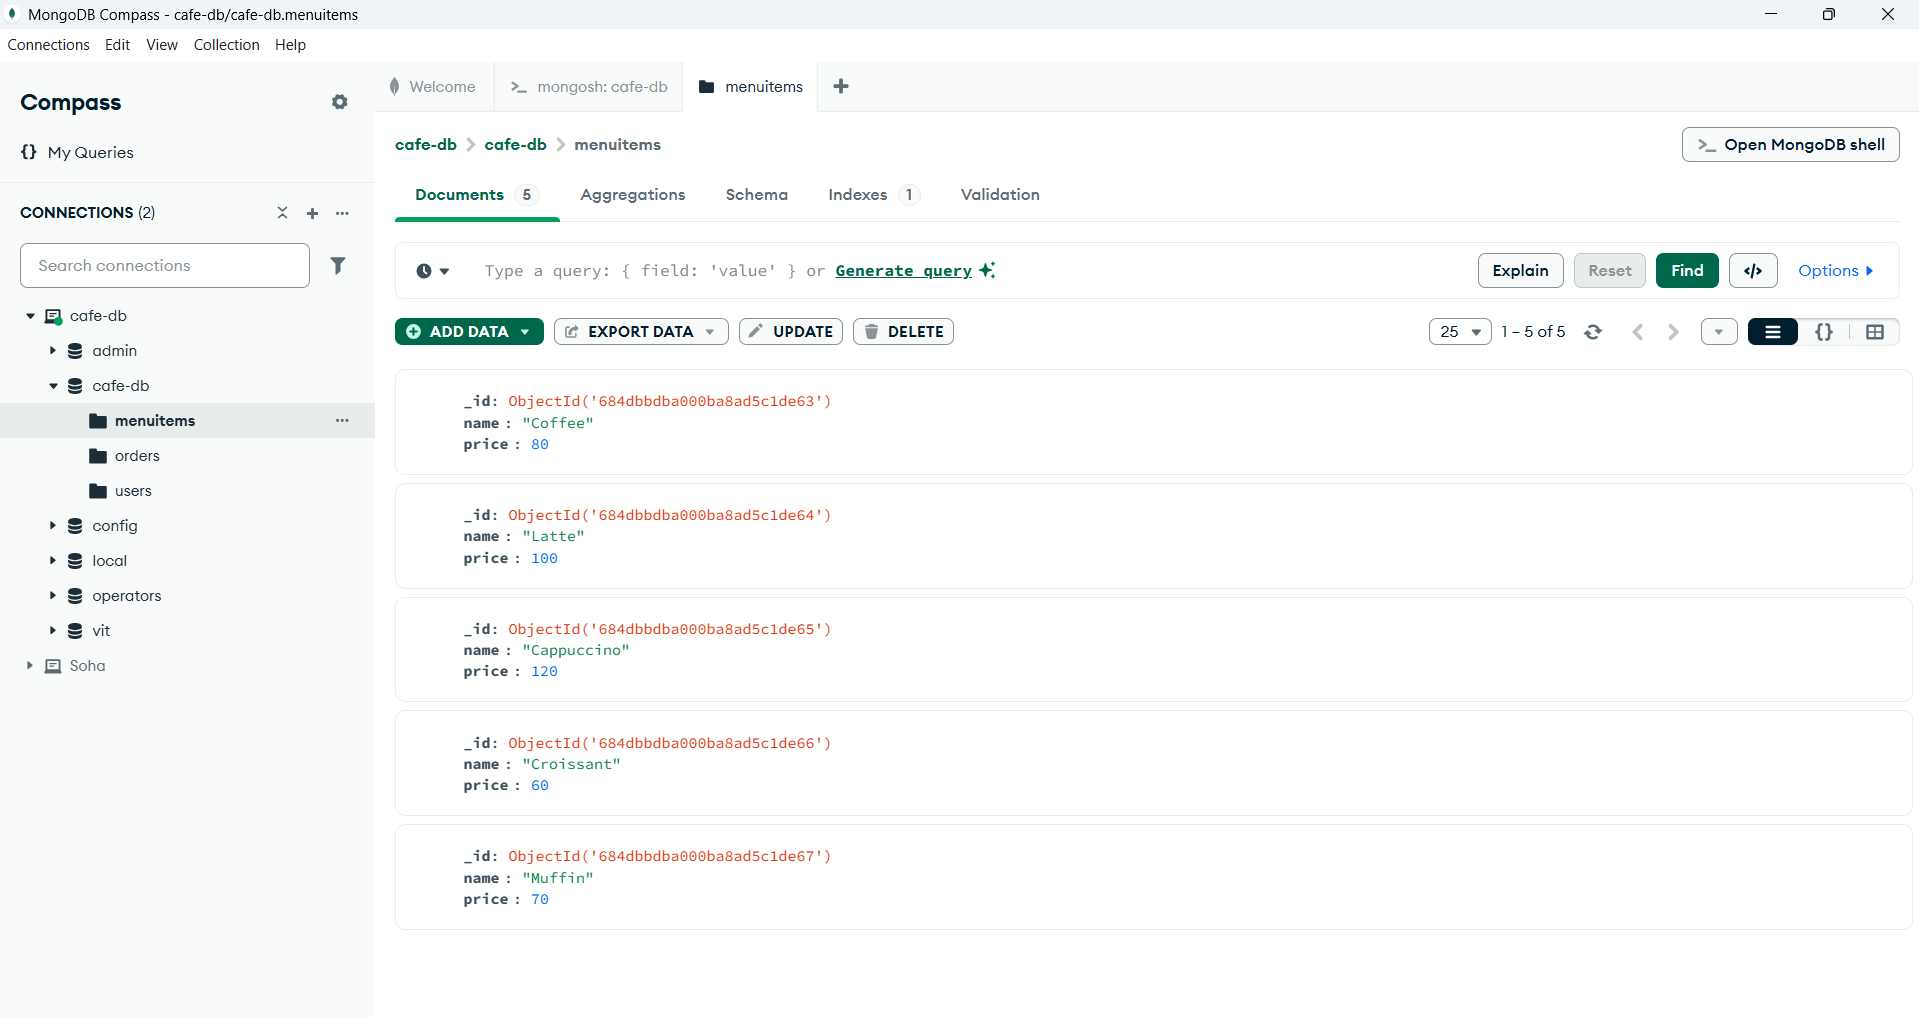 MongoDB Compass - cafe-db/cafe-db.menuitems
Connections Edit View Collection Help
Compass
{} My Queries
CONNECTIONS (2)
Search connections
cafe-db
admin
cafe-db
menuitems
orders
users
config
local
operators
vit
Soha
Welcome
>_ mongosh: cafe-db
menuitems
cafe-db > cafe-db > menuitems
>_ Open MongoDB shell
Documents 5 Aggregations Schema Indexes 1 Validation
Type a query: { field: 'value' } or Generate query
Explain Reset Find </> Options
ADD DATA EXPORT DATA UPDATE DELETE
25 1 – 5 of 5 {}
_id: ObjectId('684dbbdba000ba8ad5c1de63')
name : "Coffee"
price : 80
_id: ObjectId('684dbbdba000ba8ad5c1de64')
name : "Latte"
price : 100
_id: ObjectId('684dbbdba000ba8ad5c1de65')
name : "Cappuccino"
price : 120
_id: ObjectId('684dbbdba000ba8ad5c1de66')
name : "Croissant"
price : 60
_id: ObjectId('684dbbdba000ba8ad5c1de67')
name : "Muffin"
price : 70